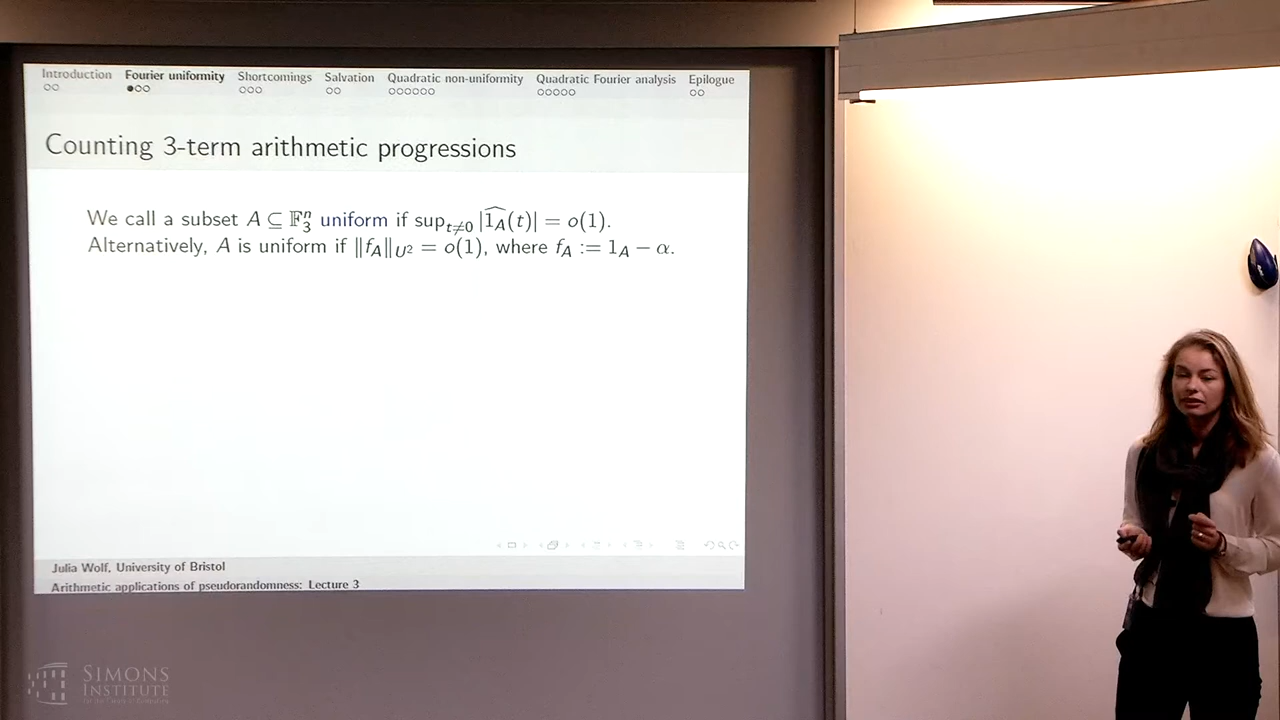 Introduction Fourier uniformity Shortcomings Salvation Quadratic non-uniformity Quadratic Fourier analysis Epilogue
Counting 3-term arithmetic progressions
We call a subset A ⊆ 𝔽₃ⁿ uniform if sup_{t≠0} |\widehat{1_A}(t)| = o(1).
Alternatively, A is uniform if ‖f_A‖_{U²} = o(1), where f_A := 1_A − α.
Julia Wolf, University of Bristol
Arithmetic applications of pseudorandomness: Lecture 3
SIMONS
INSTITUTE